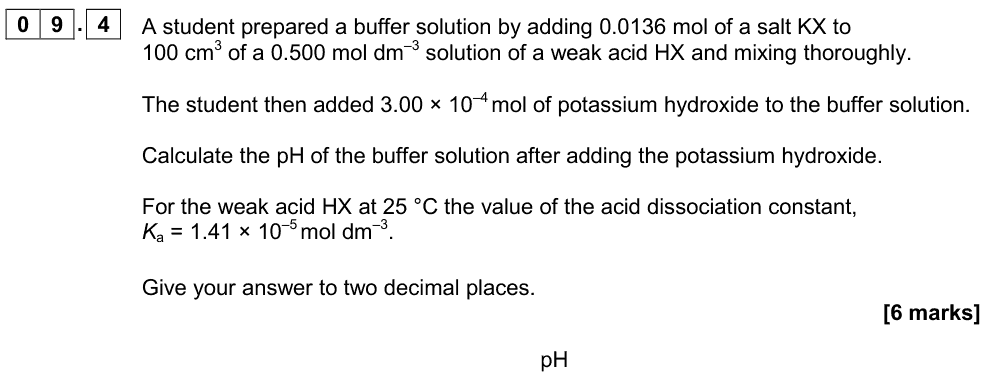 09.4 A student prepared a buffer solution by adding 0.0136 mol of a salt KX to
100 cm³ of a 0.500 mol dm⁻³ solution of a weak acid HX and mixing thoroughly.
The student then added 3.00 × 10⁻⁴ mol of potassium hydroxide to the buffer solution.
Calculate the pH of the buffer solution after adding the potassium hydroxide.
For the weak acid HX at 25 °C the value of the acid dissociation constant,
Kₐ = 1.41 × 10⁻⁵ mol dm⁻³.
Give your answer to two decimal places.
[6 marks]
pH